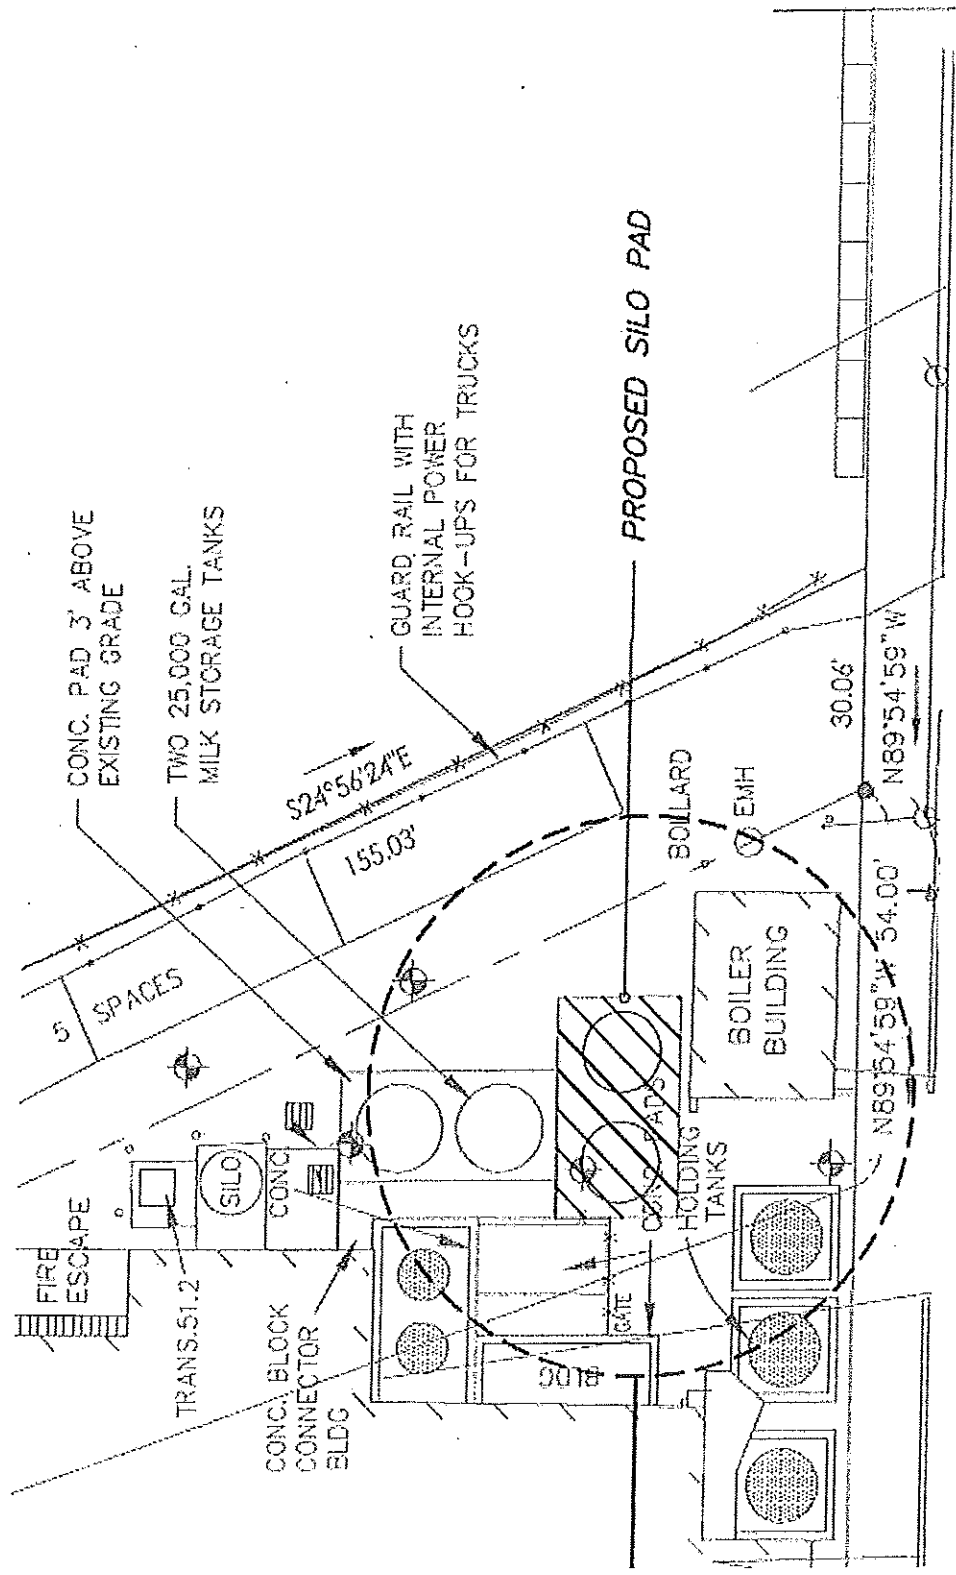 FIRE
ESCAPE
TRANS.51.2
SILO
CONC
CONC. BLOCK
CONNECTOR
BLDG
5 SPACES
CONC. PAD 3' ABOVE
EXISTING GRADE
TWO 25,000 GAL.
MILK STORAGE TANKS
S24°56'24"E
155.03'
GUARD RAIL WITH
INTERNAL POWER
HOOK-UPS FOR TRUCKS
PROPOSED SILO PAD
GATE
BLDG
HOLDING
TANKS
BOILLARD
EMH
BOILER
BUILDING
30.06'
N89°54'59"W
N89°54'59"W 54.00'